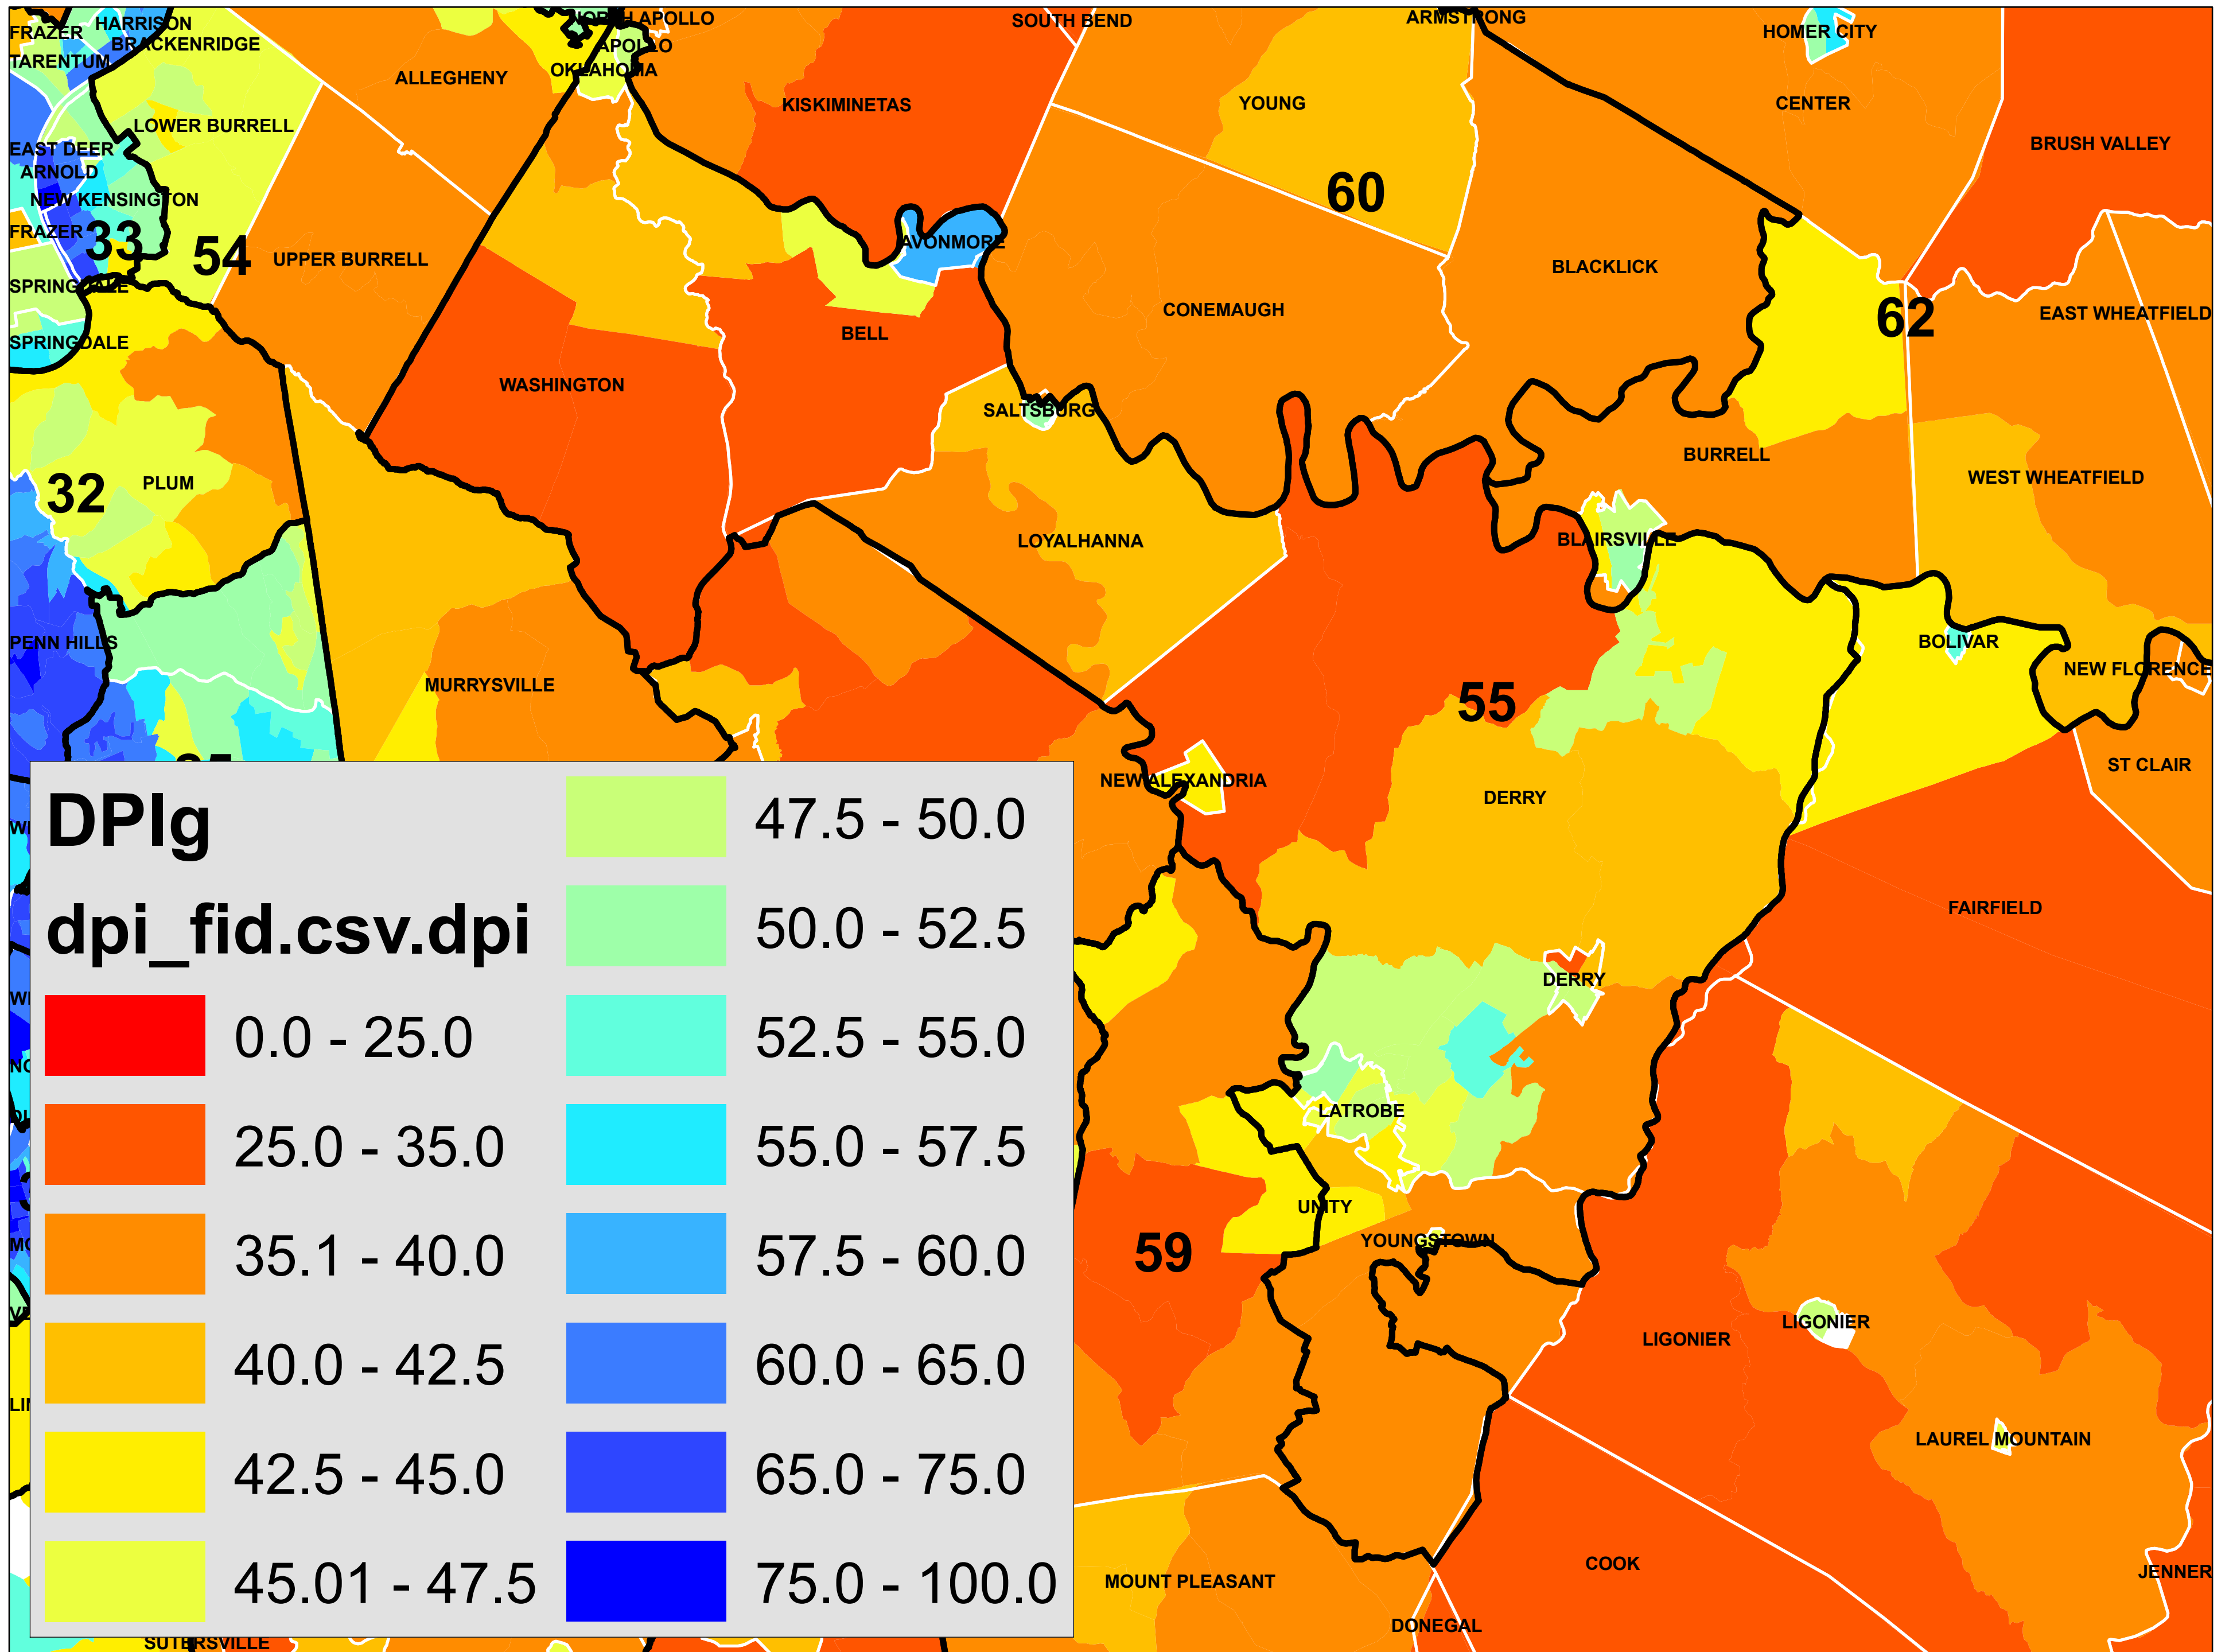 FRAZER
HARRISON
BRACKENRIDGE
TARENTUM
NORTH APOLLO
APOLLO
OKLAHOMA
ALLEGHENY
SOUTH BEND
ARMSTRONG
HOMER CITY
KISKIMINETAS
YOUNG
CENTER
LOWER BURRELL
EAST DEER
ARNOLD
NEW KENSINGTON
BRUSH VALLEY
60
FRAZER
33
54
UPPER BURRELL
AVONMORE
BLACKLICK
SPRINGDALE
CONEMAUGH
62
EAST WHEATFIELD
SPRINGDALE
BELL
WASHINGTON
SALTSBURG
BURRELL
WEST WHEATFIELD
32
PLUM
LOYALHANNA
BLAIRSVILLE
PENN HILLS
BOLIVAR
NEW FLORENCE
MURRYSVILLE
55
ST CLAIR
NEW ALEXANDRIA
DERRY
FAIRFIELD
DERRY
LATROBE
UNITY
YOUNGSTOWN
59
LIGONIER
LIGONIER
LAUREL MOUNTAIN
COOK
JENNER
MOUNT PLEASANT
DONEGAL
SUTERSVILLE
DPIg
dpi_fid.csv.dpi
0.0 - 25.0
25.0 - 35.0
35.1 - 40.0
40.0 - 42.5
42.5 - 45.0
45.01 - 47.5
47.5 - 50.0
50.0 - 52.5
52.5 - 55.0
55.0 - 57.5
57.5 - 60.0
60.0 - 65.0
65.0 - 75.0
75.0 - 100.0